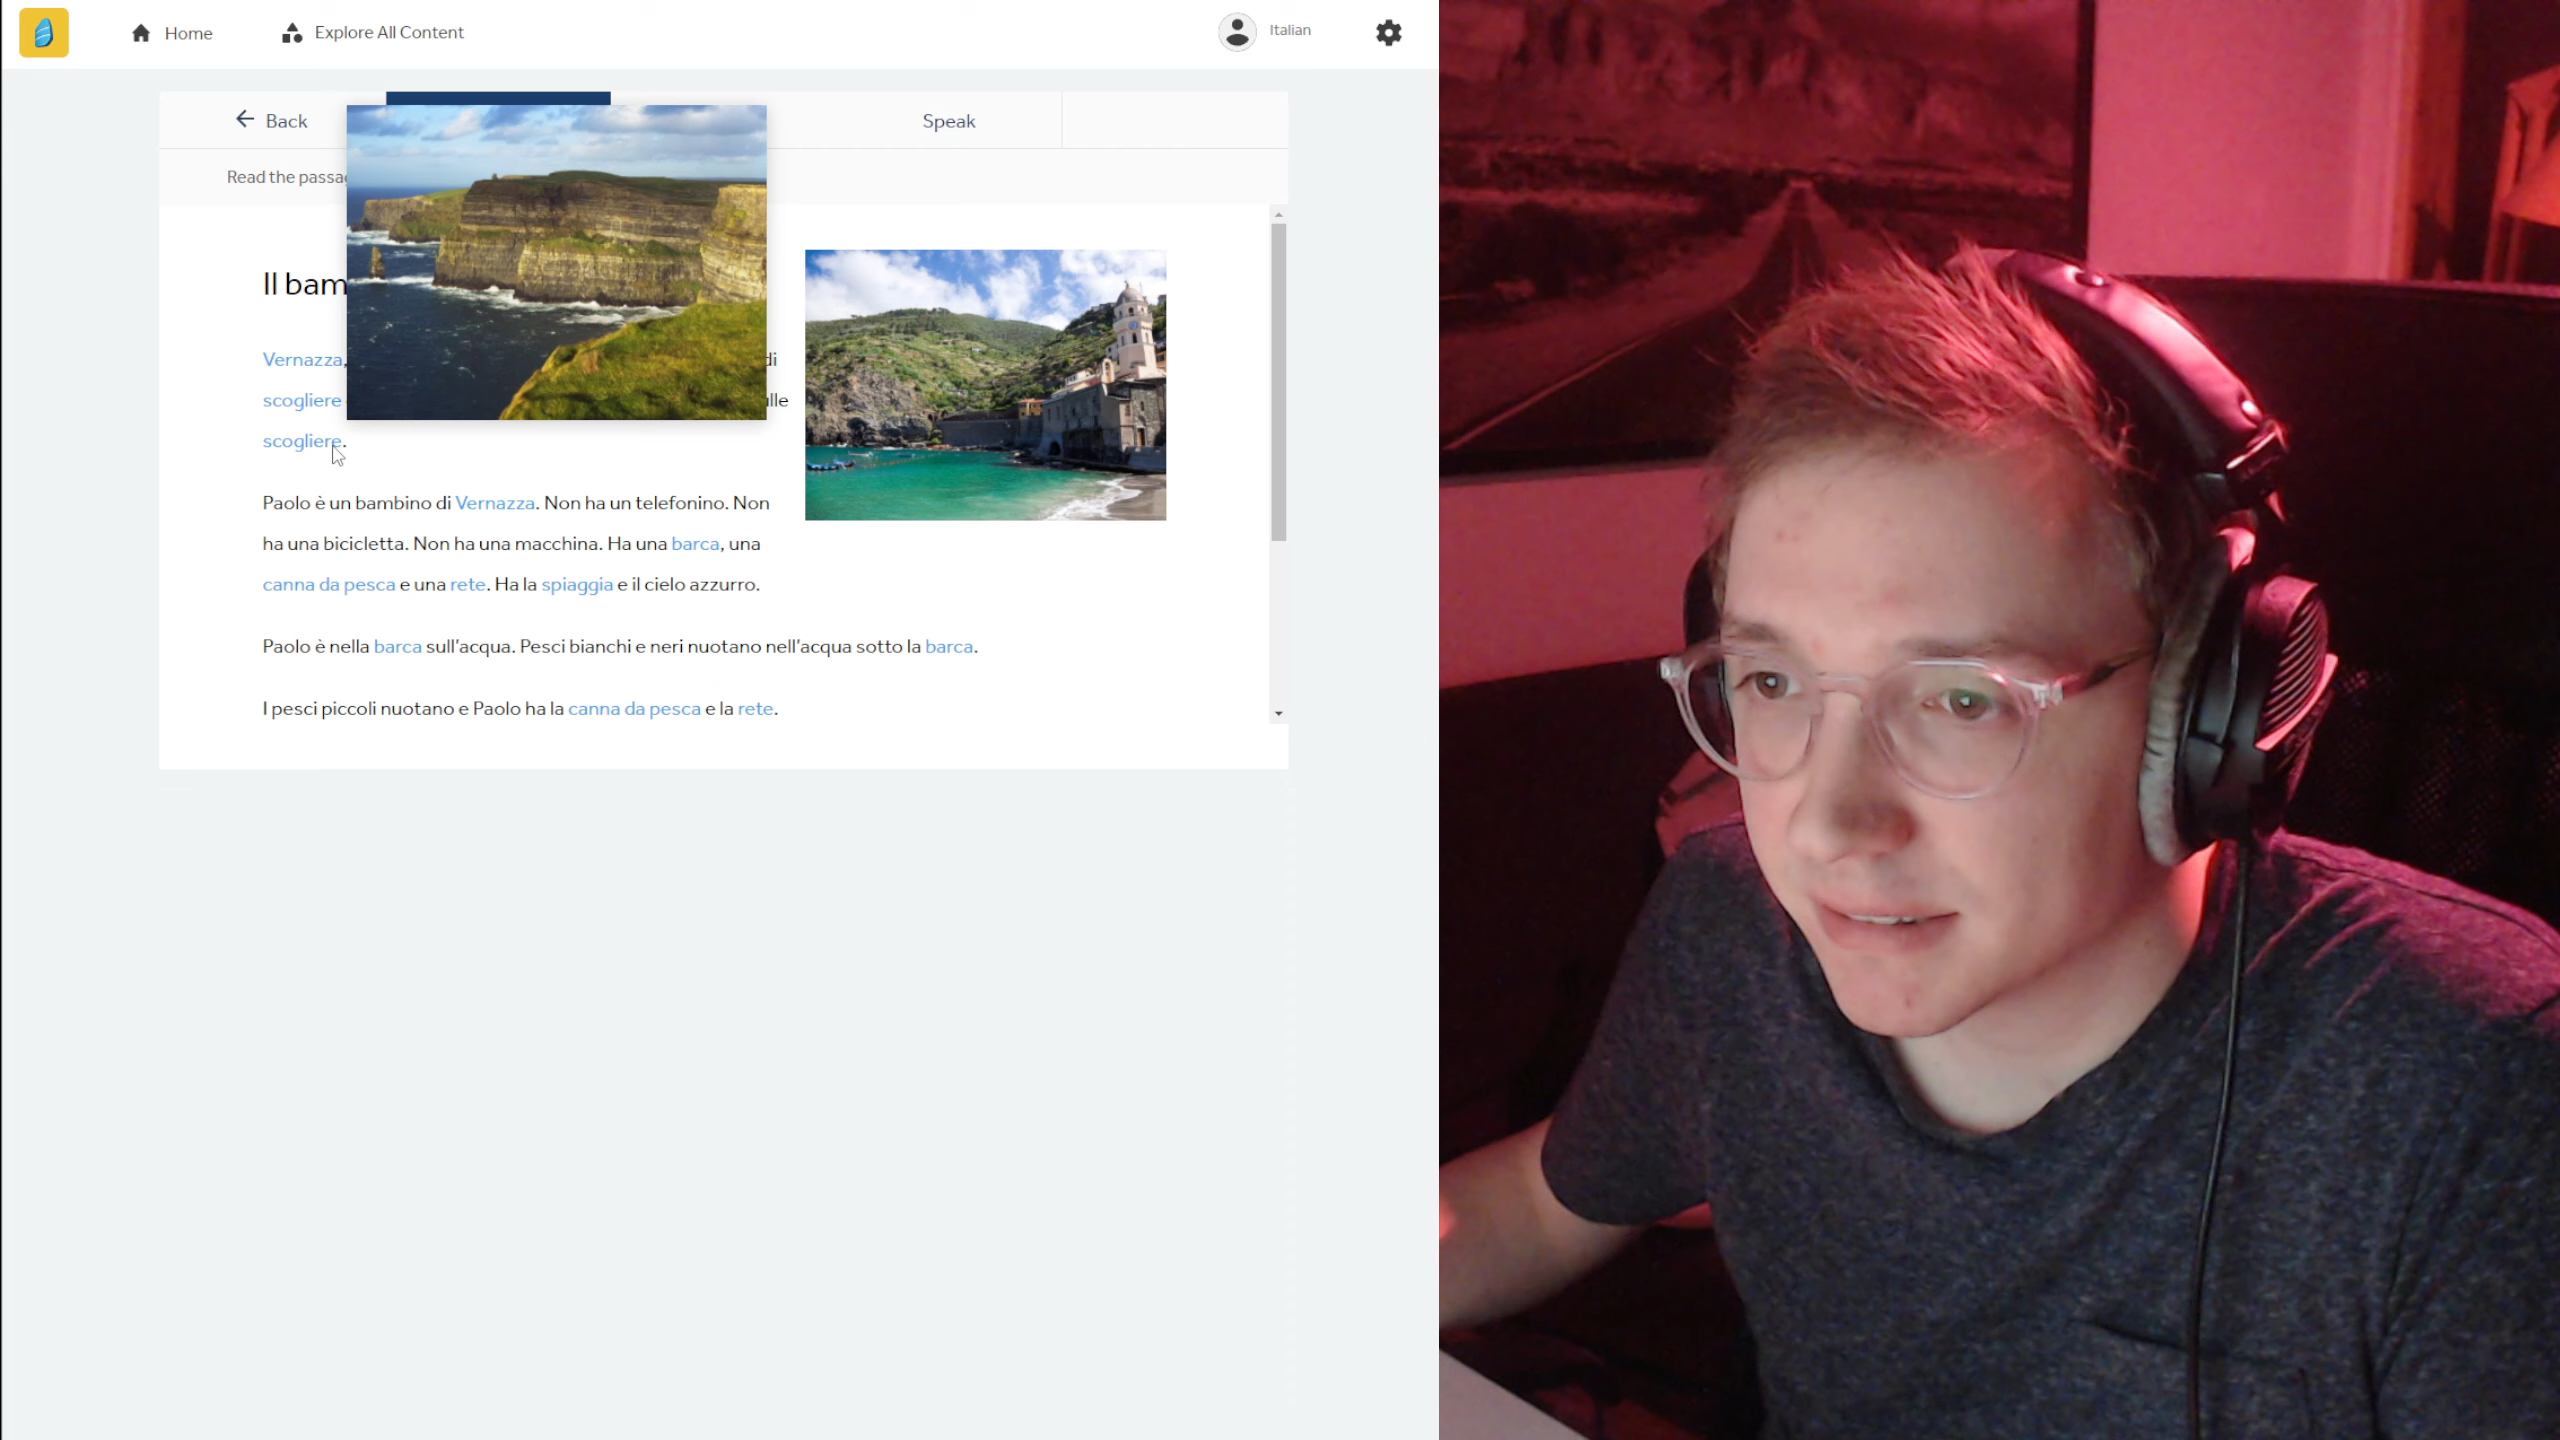 Home
Explore All Content
Italian
Back
Speak
Read the
Il
Vernazza,
di
scogliere
scogliere.
Paolo è un bambino di Vernazza. Non ha un telefonino. Non
ha una bicicletta. Non ha una macchina. Ha una barca, una
canna da pesca e una rete. Ha la spiaggia e il cielo azzurro.
Paolo è nella barca sull'acqua. Pesci bianchi e neri nuotano nell'acqua sotto la barca.
I pesci piccoli nuotano e Paolo ha la canna da pesca e la rete.